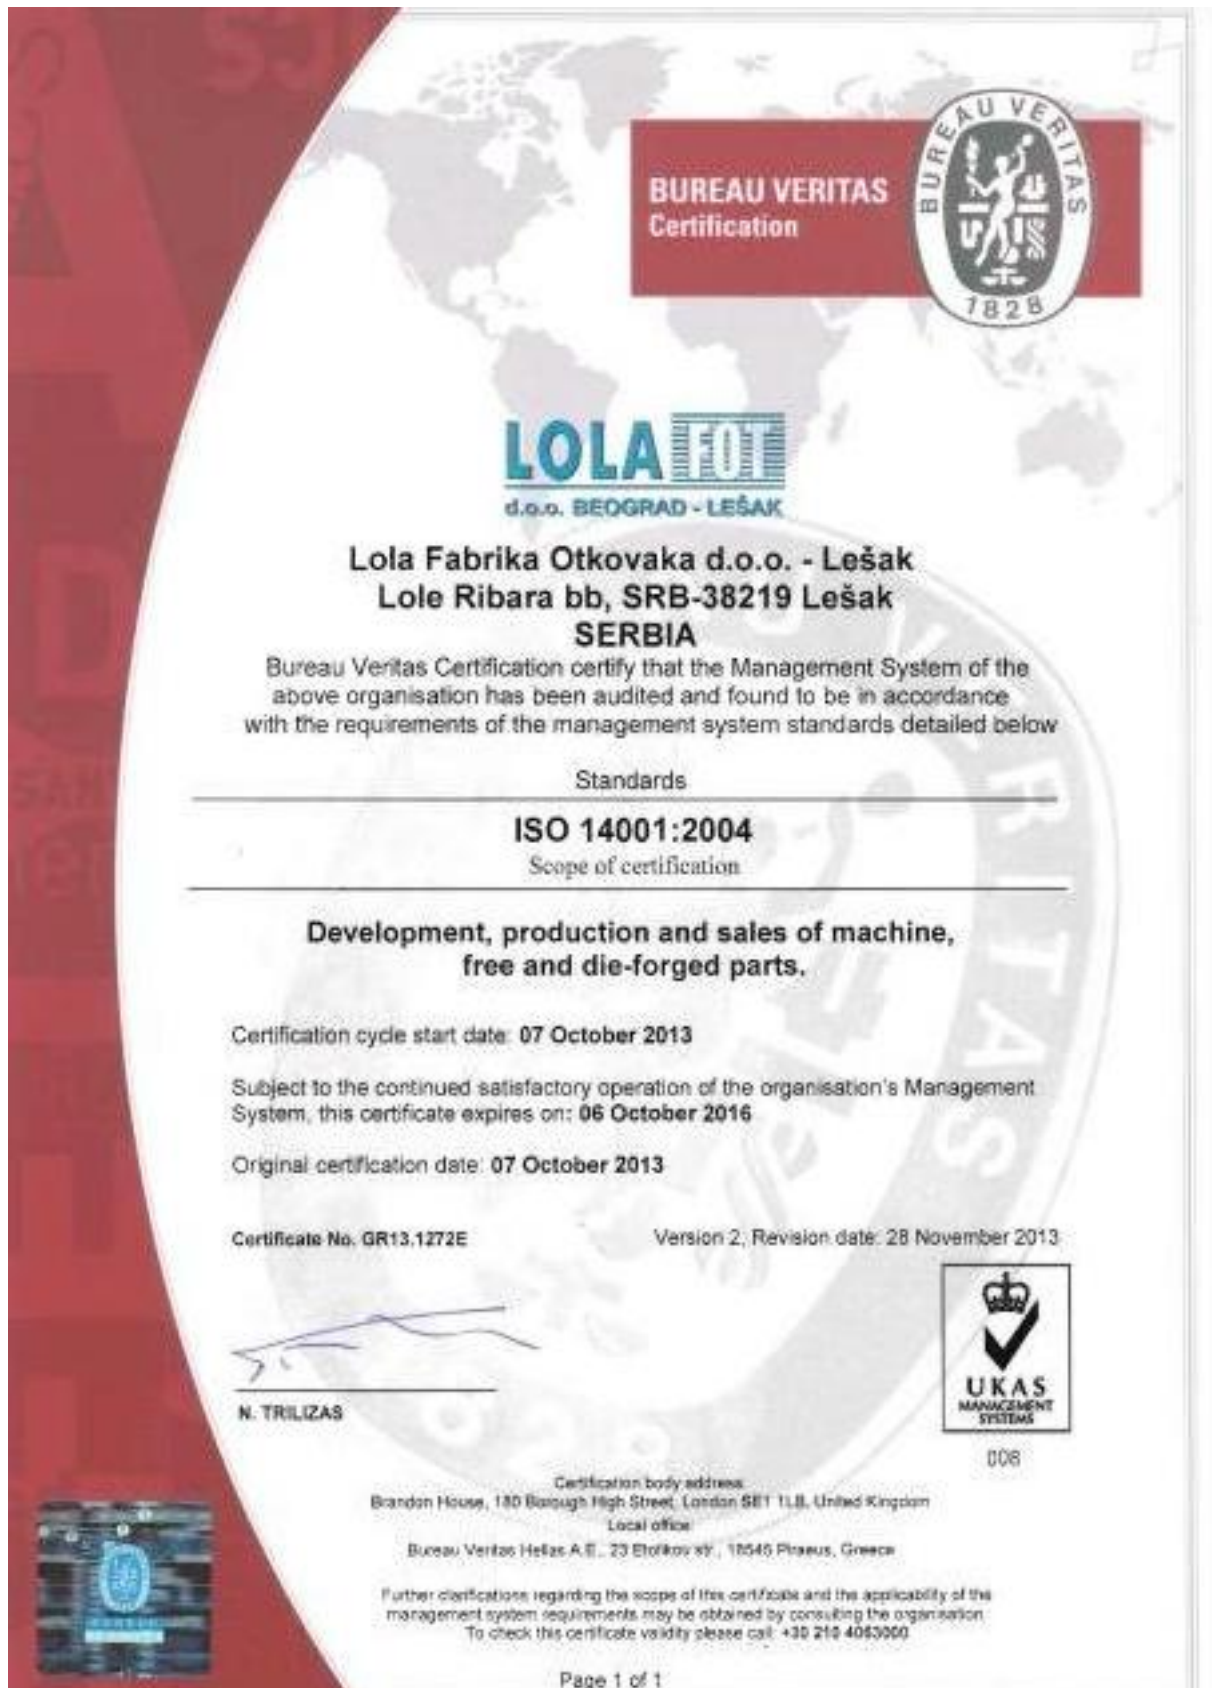 BUREAU VERITAS
Certification
BUREAU VERITAS
1828
LOLA FOT
d.o.o. BEOGRAD - LEŠAK
Lola Fabrika Otkovaka d.o.o. - Lešak
Lole Ribara bb, SRB-38219 Lešak
SERBIA
Bureau Veritas Certification certify that the Management System of the
above organisation has been audited and found to be in accordance
with the requirements of the management system standards detailed below
Standards
ISO 14001:2004
Scope of certification
Development, production and sales of machine,
free and die-forged parts.
Certification cycle start date: 07 October 2013
Subject to the continued satisfactory operation of the organisation's Management
System, this certificate expires on: 06 October 2016
Original certification date: 07 October 2013
Certificate No. GR13.1272E
Version 2, Revision date: 28 November 2013
N. TRILIZAS
UKAS
MANAGEMENT
SYSTEMS
008
Certification body address
Brandon House, 180 Borough High Street, London SE1 1LB, United Kingdom
Local office
Bureau Veritas Hellas A.E., 23 Etolikou str., 18545 Piraeus, Greece
Further clarifications regarding the scope of this certificate and the applicability of the
management system requirements may be obtained by consulting the organisation
To check this certificate validity please call: +30 210 4063000
Page 1 of 1